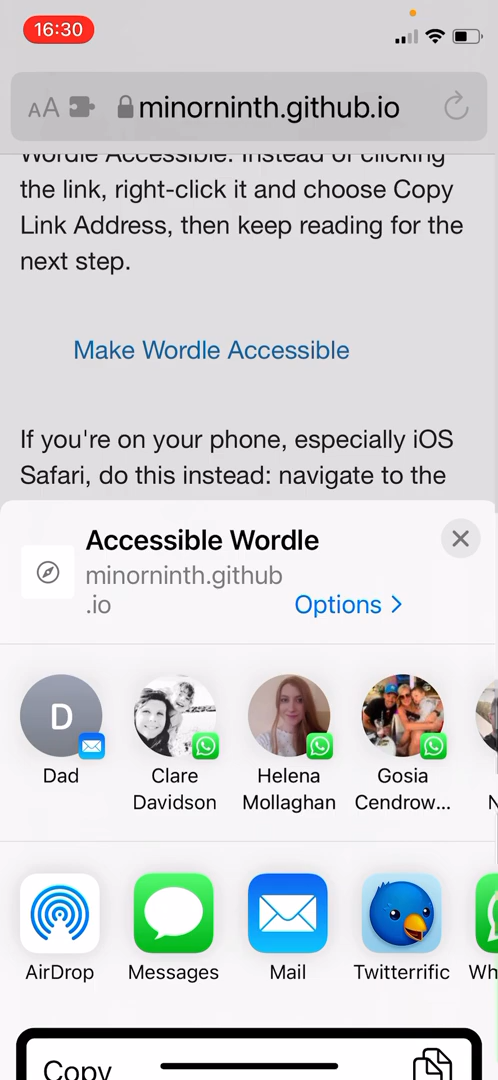 16:30
AA minorninth.github.io
Wordle Accessible. Instead of clicking
the link, right-click it and choose Copy
Link Address, then keep reading for the
next step.
Make Wordle Accessible
If you're on your phone, especially iOS
Safari, do this instead: navigate to the
Accessible Wordle
minorninth.github
.io
Options
D
Dad
Clare
Davidson
Helena
Mollaghan
Gosia
Cendrow...
N
AirDrop
Messages
Mail
Twitterrific
Wh
Copy